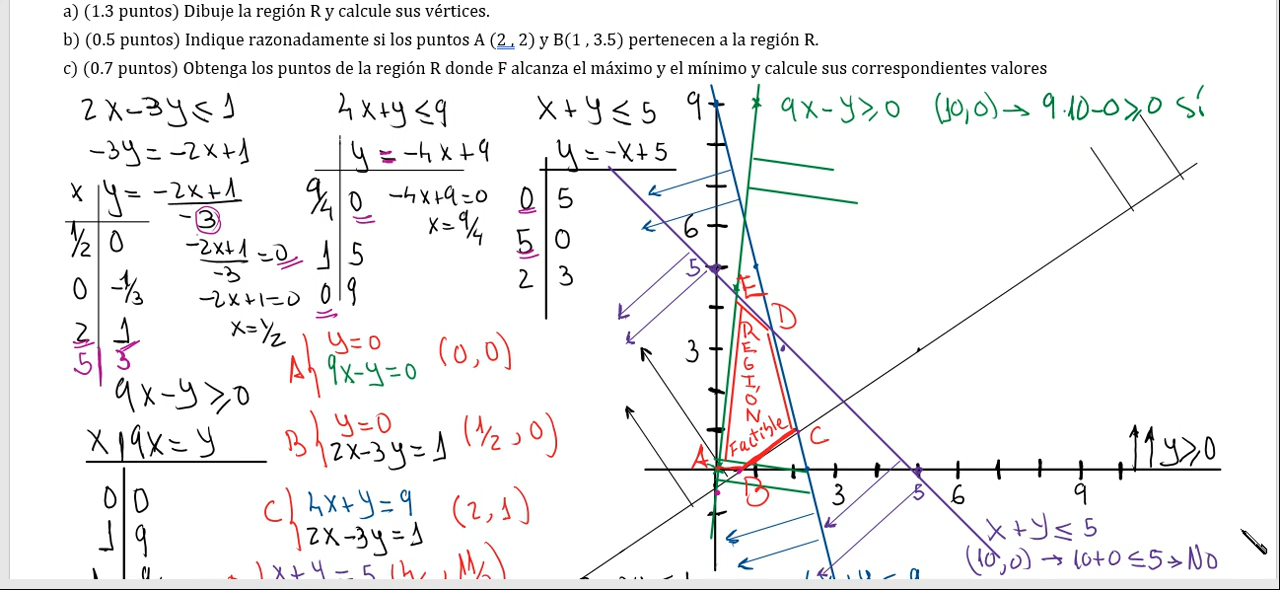 a) (1.3 puntos) Dibuje la región R y calcule sus vértices.
b) (0.5 puntos) Indique razonadamente si los puntos A (2 , 2) y B(1 , 3.5) pertenecen a la región R.
c) (0.7 puntos) Obtenga los puntos de la región R donde F alcanza el máximo y el mínimo y calcule sus correspondientes valores
2x-3y≤1
-3y=-2x+1
x | y = -2x+1 / -3
1/2 | 0
0 | -1/3
2 | 1
5 | 3
-2x+1 / -3 = 0
-2x+1=0
x=1/2
4x+y≤9
y = -4x+9
9/4 | 0
1 | 5
0 | 9
-4x+9=0
x=9/4
x+y≤5
y=-x+5
0 | 5
5 | 0
2 | 3
9x-y≥0
x | 9x=y
0 | 0
1 | 9
A) y=0
9x-y=0
(0,0)
B) y=0
2x-3y=1
(1/2,0)
C) 4x+y=9
2x-3y=1
(2,1)
x+y=5
9x-y≥0 (10,0)→ 9·10-0≥0 SÍ
9
6
5
3
E
D
REGIÓN
Factible
A
B
C
3
5
6
9
y≥0
x+y≤5
(10,0)→ 10+0≤5→No